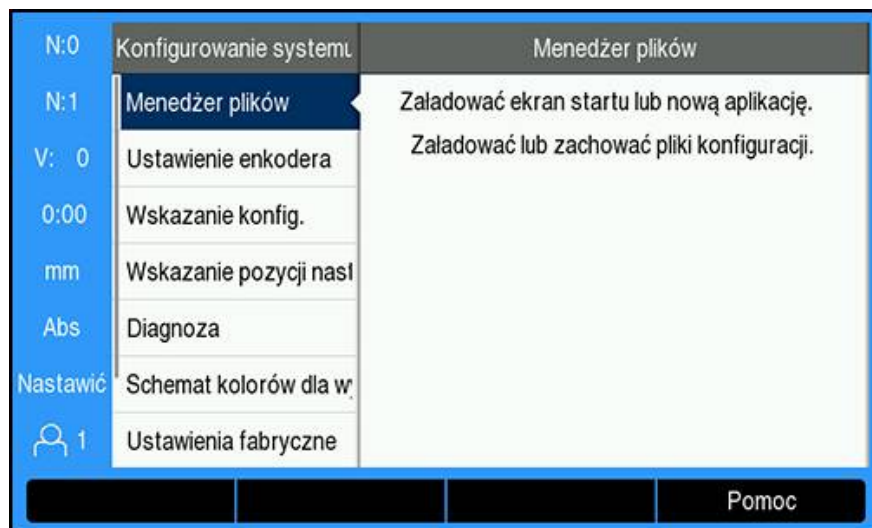 N:0
Konfigurowanie systemu
Menedżer plików
N:1
Menedżer plików
Załadować ekran startu lub nową aplikację.
Załadować lub zachować pliki konfiguracji.
V: 0
Ustawienie enkodera
0:00
Wskazanie konfig.
mm
Wskazanie pozycji nast
Abs
Diagnoza
Nastawić
Schemat kolorów dla wy
1
Ustawienia fabryczne
Pomoc